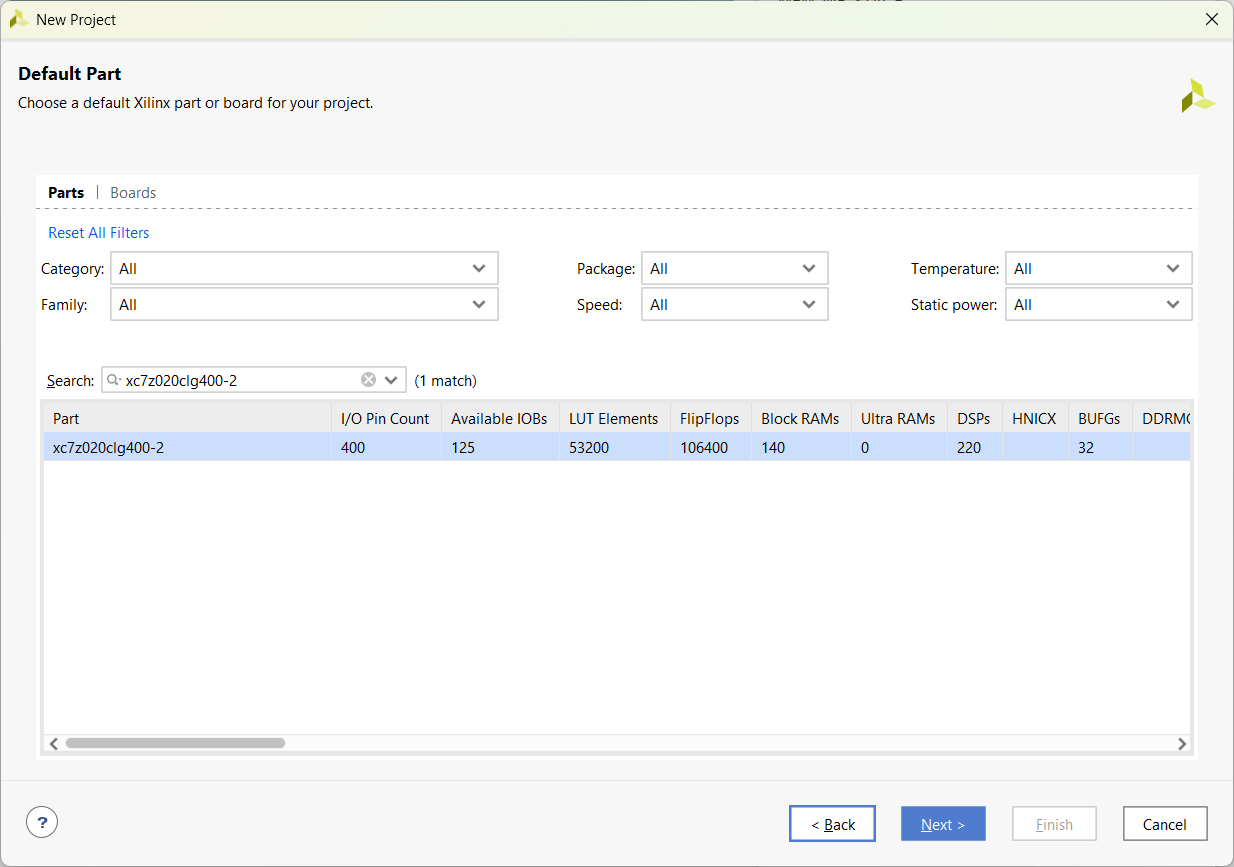 New Project
Default Part
Choose a default Xilinx part or board for your project.
Parts | Boards
Reset All Filters
Category: All Package: All Temperature: All
Family: All Speed: All Static power: All
Search: xc7z020clg400-2 (1 match)
Part I/O Pin Count Available IOBs LUT Elements FlipFlops Block RAMs Ultra RAMs DSPs HNICX BUFGs
xc7z020clg400-2 400 125 53200 106400 140 0 220 32
? < Back Next > Finish Cancel